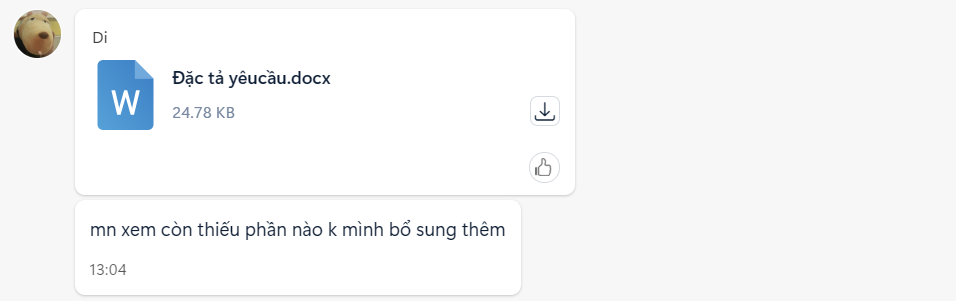 Di
Đặc tả yêucầu.docx
W
24.78 KB
mn xem còn thiếu phần nào k mình bổ sung thêm
13:04